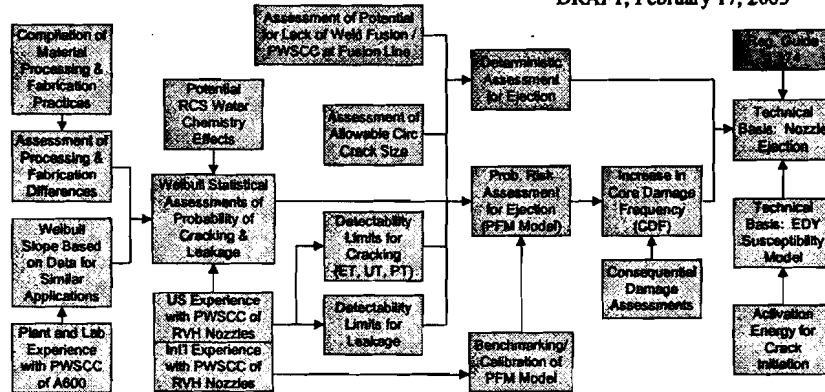 DRAFT, February 17, 2003
Compilation of
Material
Processing &
Fabrication
Practices
Assessment of
Processing &
Fabrication
Differences
Weibull
Slope Based
on Data for
Similar
Applications
Plant and Lab
Experience
with PWSCC
of A600
Potential
RCS Water
Chemistry
Effects
Weibull Statistical
Assessments of
Probability of
Cracking &
Leakage
US Experience
with PWSCC of
RVH Nozzles
Int'l Experience
with PWSCC of
RVH Nozzles
Assessment of Potential
for Lack of Weld Fusion /
PWSCC at Fusion Line
Assessment of
Allowable Circ
Crack Size
Detectability
Limits for
Cracking
(ET, UT, PT)
Detectability
Limits for
Leakage
Deterministic
Assessment
for Ejection
Prob. Risk
Assessment
for Ejection
(PFM Model)
Benchmarking/
Calibration of
PFM Model
Increase in
Core Damage
Frequency
(CDF)
Consequential
Damage
Assessments
Reg. Guide
Technical
Basis: Nozzle
Ejection
Technical
Basis: EDY
Susceptibility
Model
Activation
Energy for
Crack
Initiation